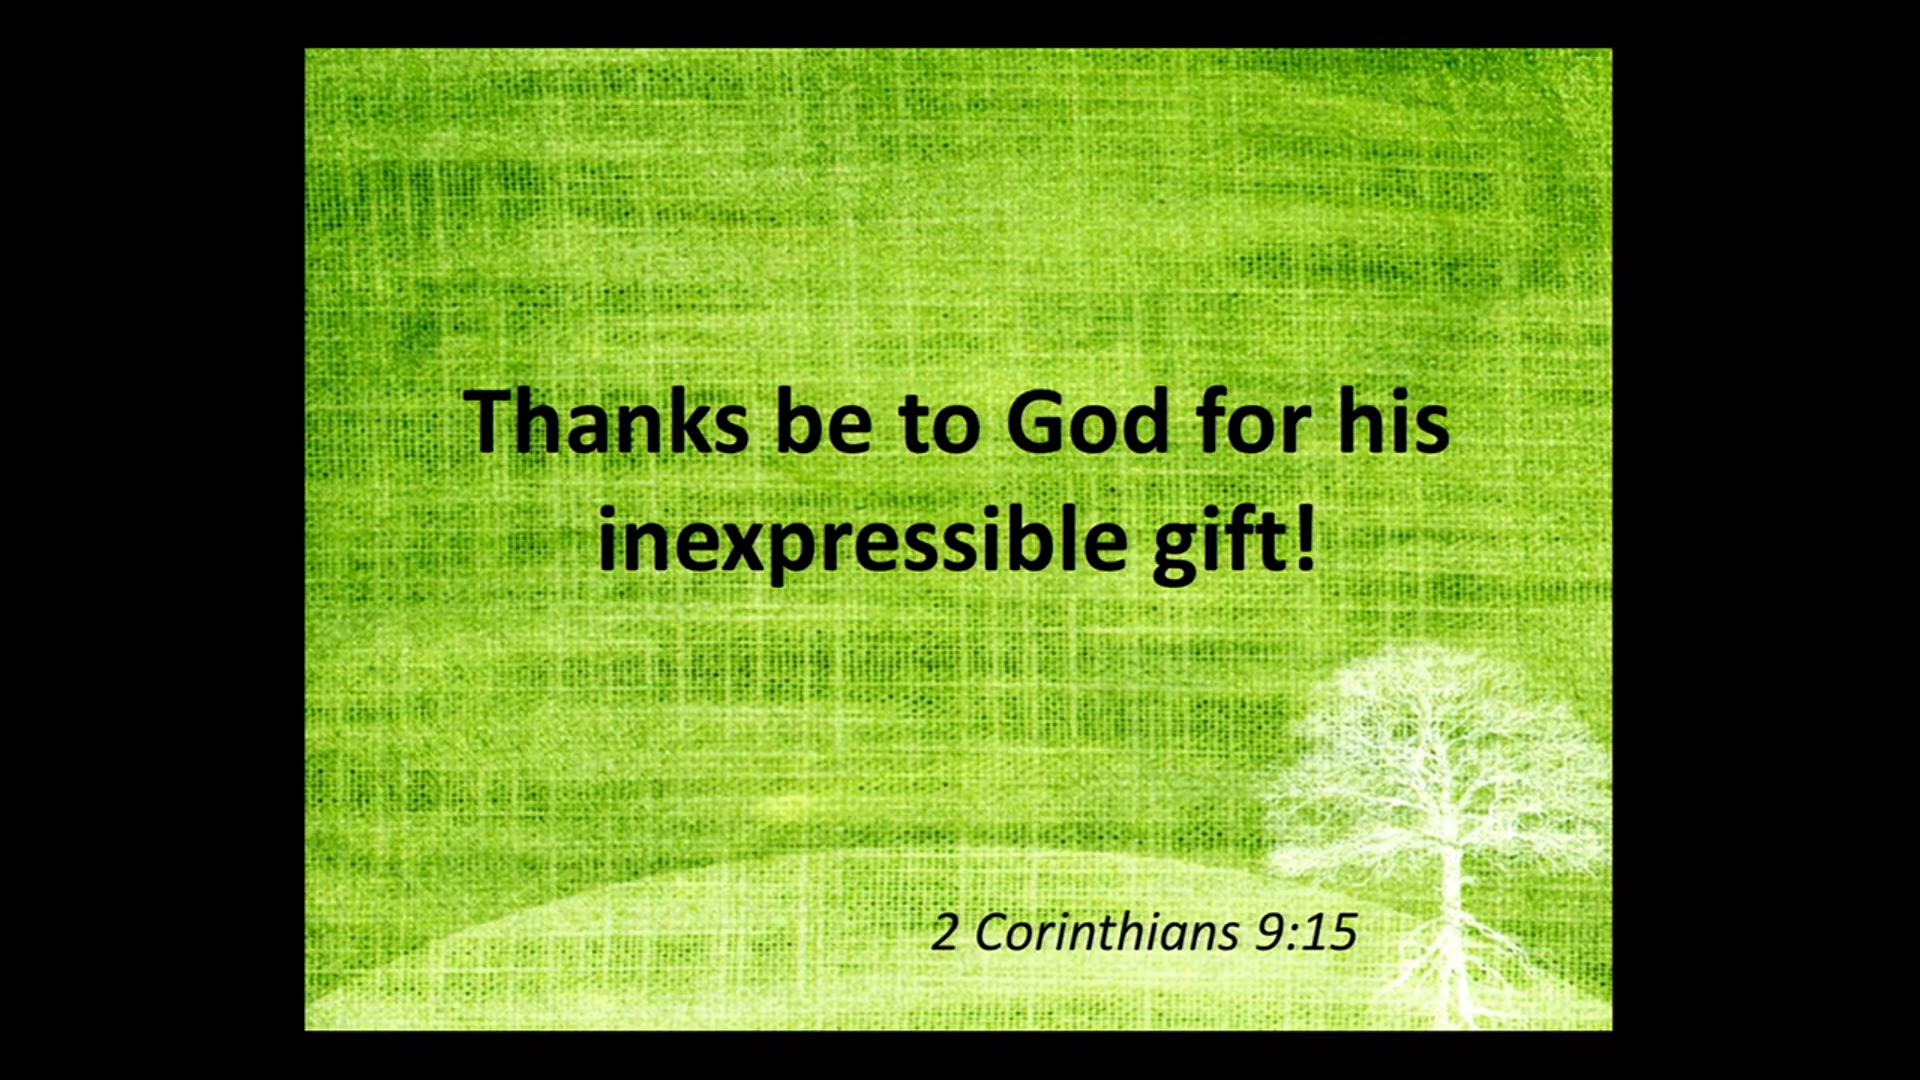 Thanks be to God for his
inexpressible gift!
2 Corinthians 9:15